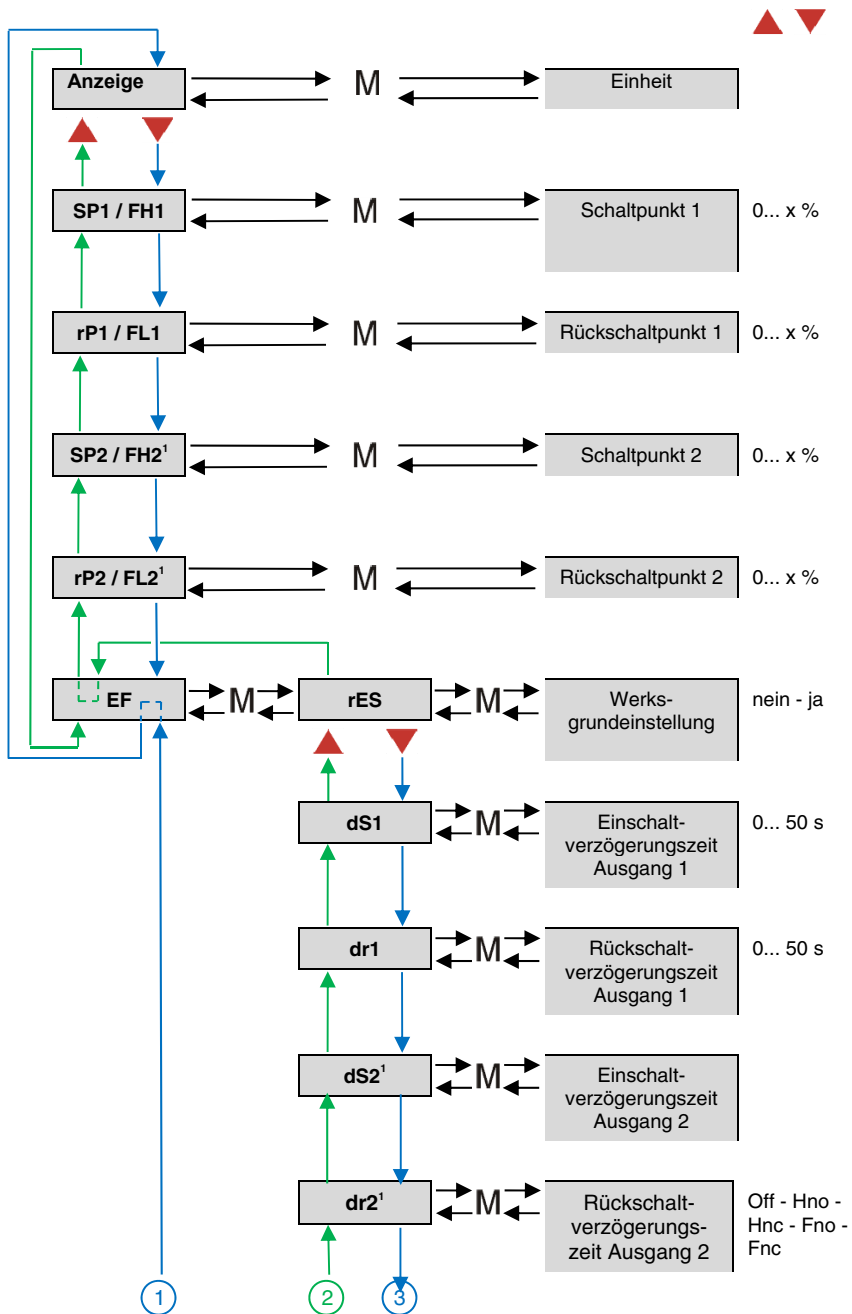 Anzeige M Einheit
SP1 / FH1 M Schaltpunkt 1 0... x %
rP1 / FL1 M Rückschaltpunkt 1 0... x %
SP2 / FH2¹ M Schaltpunkt 2 0... x %
rP2 / FL2¹ M Rückschaltpunkt 2 0... x %
EF M rES M Werks-
grundeinstellung
nein - ja
dS1 M Einschalt-
verzögerungszeit
Ausgang 1
0... 50 s
dr1 M Rückschalt-
verzögerungszeit
Ausgang 1
0... 50 s
dS2¹ M Einschalt-
verzögerungszeit
Ausgang 2
dr2¹ M Rückschalt-
verzögerungs-
zeit Ausgang 2
Off - Hno -
Hnc - Fno -
Fnc
1 2 3